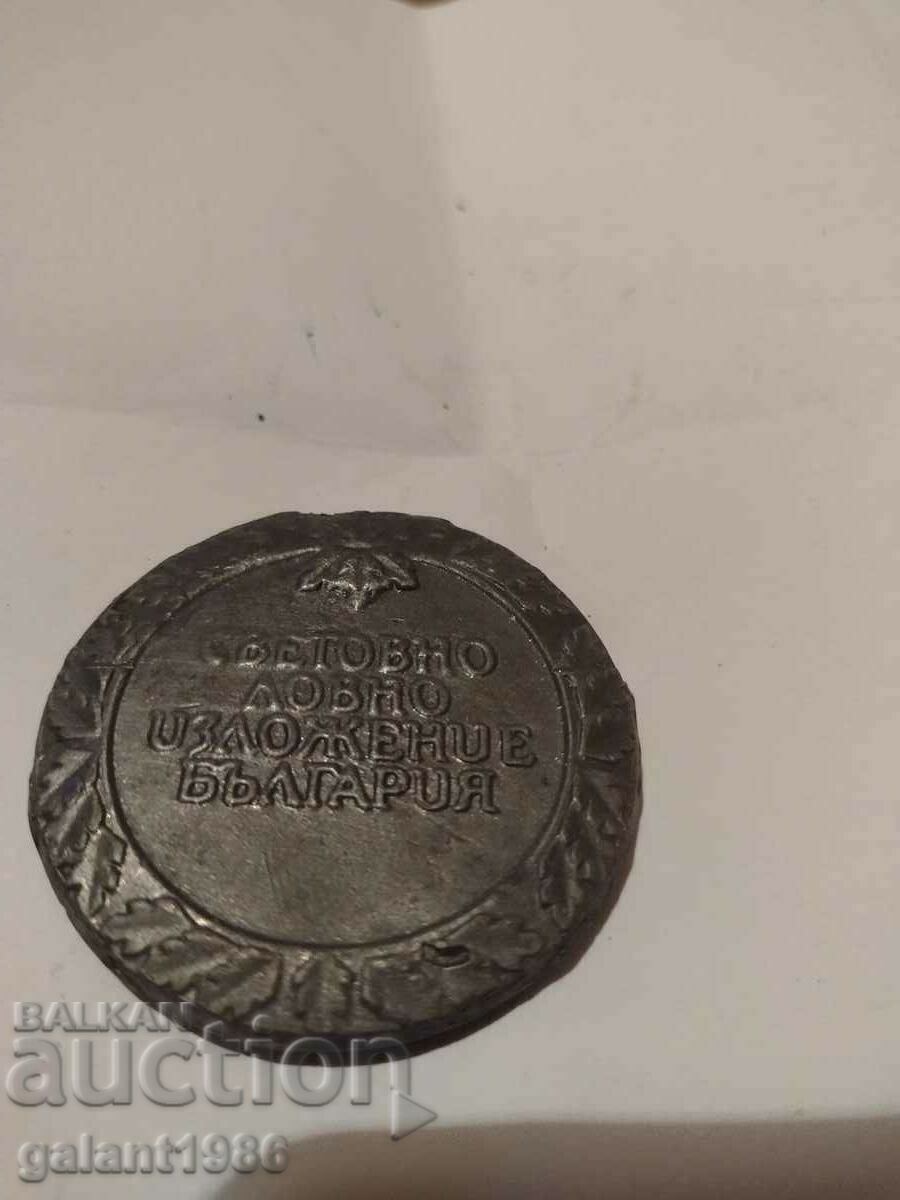 СВЕТОВНО
ЛОВНО
ИЗЛОЖЕНИЕ
БЪЛГАРИЯ
BALKAN
auction
galant1986